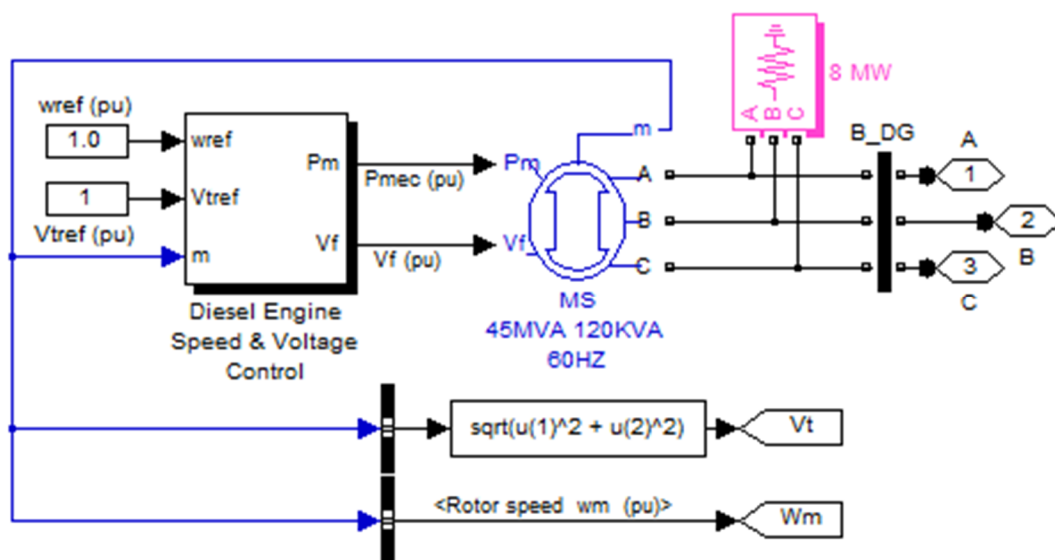 wref (pu)
1.0
1
Vtref (pu)
wref
Vtref
m
Pm
Vf
Diesel Engine
Speed & Voltage
Control
Pmec (pu)
Vf (pu)
Pm
Vf
m
A
B
C
MS
45MVA 120KVA
60HZ
A
B
C
8 MW
B_DG
A
1
2
B
3
C
sqrt(u(1)^2 + u(2)^2)
Vt
<Rotor speed wm (pu)>
Wm